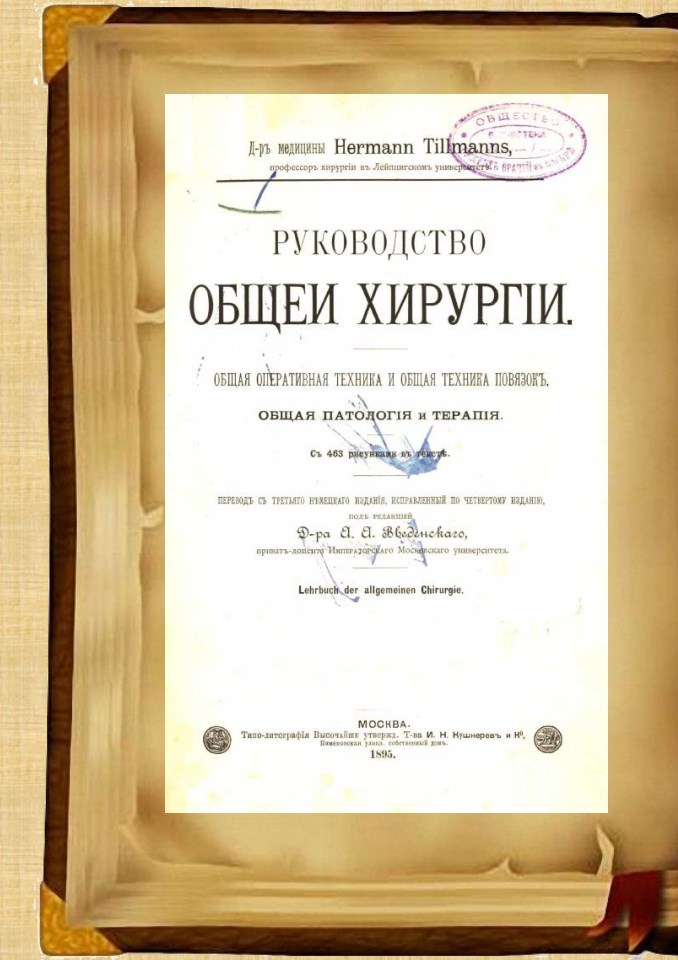 Д-ръ медицины Hermann Tillmanns,
профессоръ хирургіи въ Лейпцигскомъ университетѣ.
ОБЩЕСТВО
РУКОВОДСТВО
ОБЩЕЙ ХИРУРГІИ.
ОБЩАЯ ОПЕРАТИВНАЯ ТЕХНИКА И ОБЩАЯ ТЕХНИКА ПОВЯЗОКЪ.
ОБЩАЯ ПАТОЛОГІЯ и ТЕРАПІЯ.
Съ 463 рисунками въ текстѣ.
ПЕРЕВОДЪ СЪ ТРЕТЬЯГО НѢМЕЦКАГО ИЗДАНІЯ, ИСПРАВЛЕННЫЙ ПО ЧЕТВЕРТОМУ ИЗДАНІЮ,
ПОДЪ РЕДАКЦІЕЙ
Д-ра А. А. Введенскаго,
приватъ-доцента Императорскаго Московскаго университета.
Lehrbuch der allgemeinen Chirurgie.
МОСКВА.
Типо-литографія Высочайше утвержд. Т-ва И. Н. Кушнеревъ и Кº,
Пименовская улица, собственный домъ.
1895.